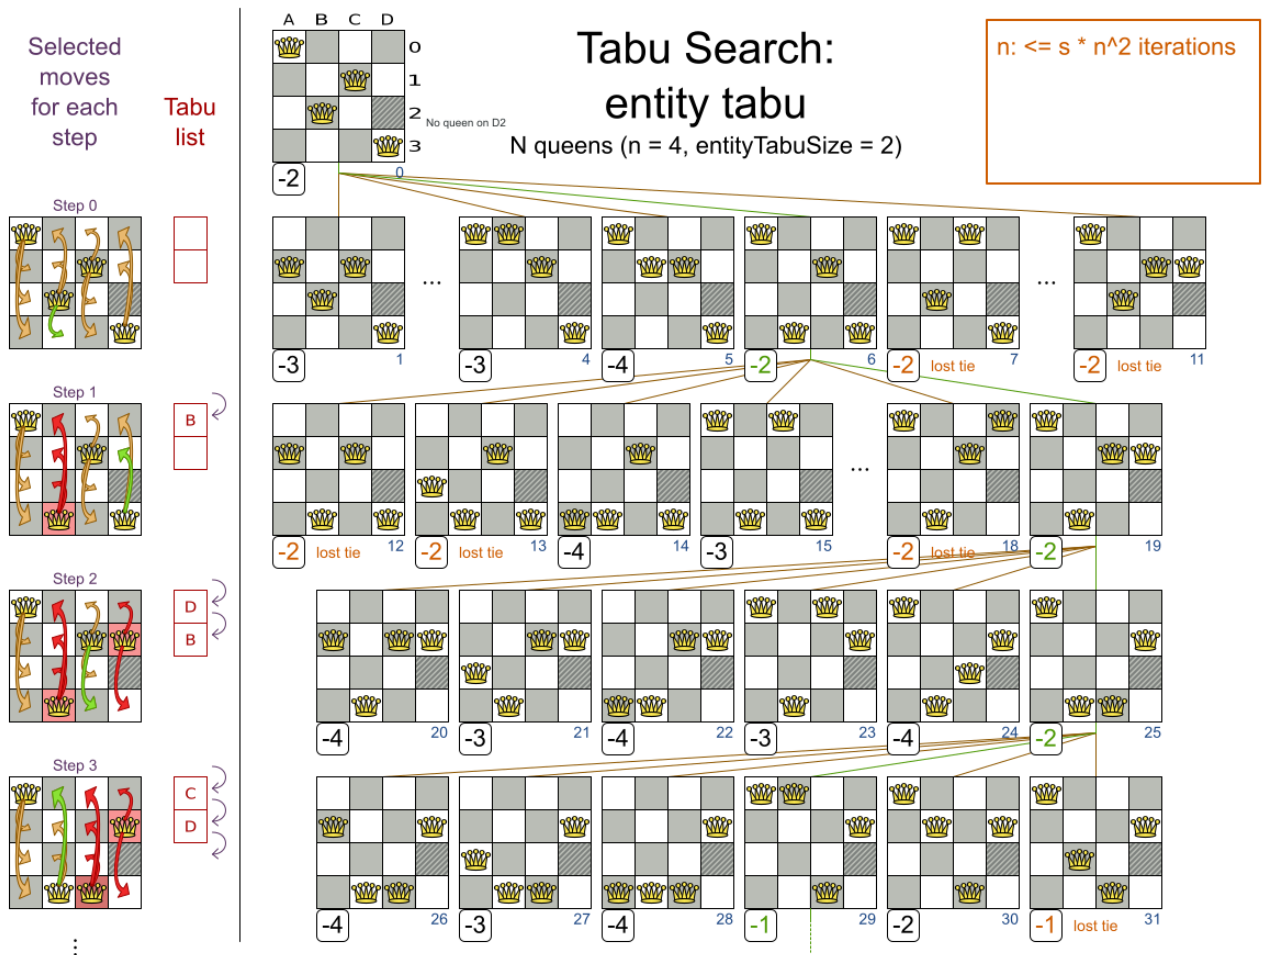 Selected
moves
for each
step
Tabu
list
A B C D
0
1
2
3
No queen on D2
-2
0
Tabu Search:
entity tabu
N queens (n = 4, entityTabuSize = 2)
n: <= s * n^2 iterations
Step 0
...
...
-3 1
-3 4
-4 5
-2 6
-2 lost tie 7
-2 lost tie 11
Step 1
B
...
-2 lost tie 12
-2 lost tie 13
-4 14
-3 15
-2 lost tie 18
-2 19
Step 2
D
B
-4 20
-3 21
-4 22
-3 23
-4 24
-2 25
Step 3
C
D
-4 26
-3 27
-4 28
-1 29
-2 30
-1 lost tie 31
...